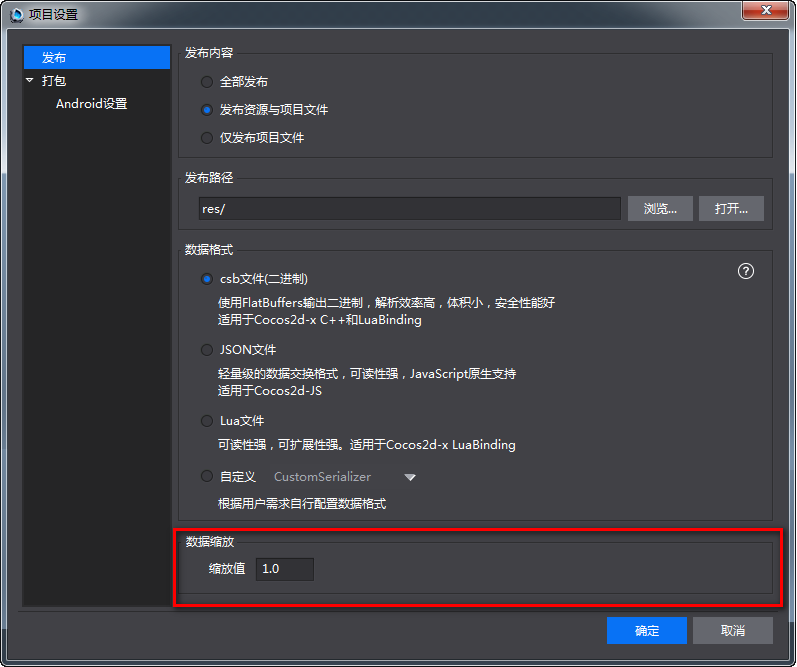 项目设置
发布
打包
Android设置
发布内容
全部发布
发布资源与项目文件
仅发布项目文件
发布路径
res/
浏览...
打开...
数据格式
?
csb文件(二进制)
使用FlatBuffers输出二进制，解析效率高，体积小，安全性能好
适用于Cocos2d-x C++和LuaBinding
JSON文件
轻量级的数据交换格式，可读性强，JavaScript原生支持
适用于Cocos2d-JS
Lua文件
可读性强，可扩展性强。适用于Cocos2d-x LuaBinding
自定义 CustomSerializer
根据用户需求自行配置数据格式
数据缩放
缩放值 1.0
确定
取消